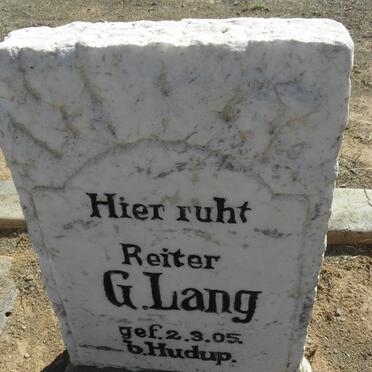 Hier ruht
Reiter
G. Lang
gef. 2.3.05.
b. Hudup.